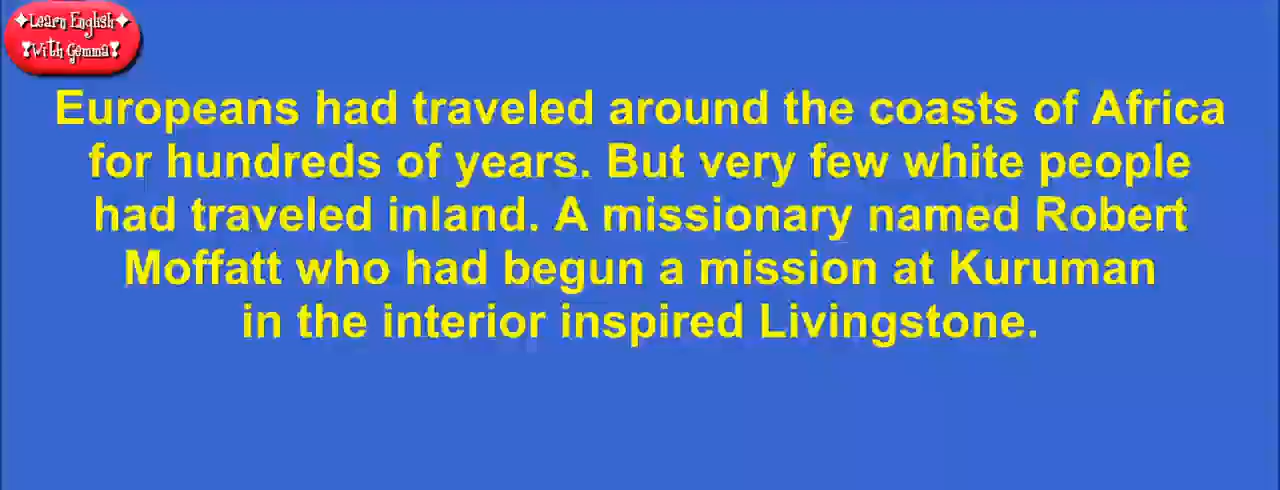 Learn English
With Gemma
Europeans had traveled around the coasts of Africa
for hundreds of years. But very few white people
had traveled inland. A missionary named Robert
Moffatt who had begun a mission at Kuruman
in the interior inspired Livingstone.